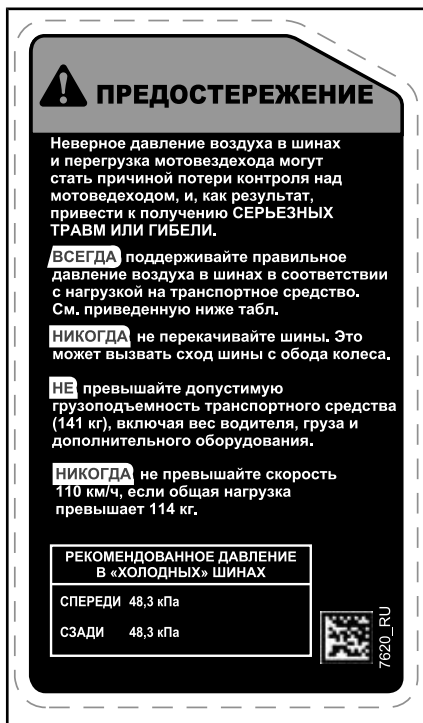 ПРЕДОСТЕРЕЖЕНИЕ
Неверное давление воздуха в шинах
и перегрузка мотовездехода могут
стать причиной потери контроля над
мотоведеходом, и, как результат,
привести к получению СЕРЬЕЗНЫХ
ТРАВМ ИЛИ ГИБЕЛИ.
ВСЕГДА поддерживайте правильное
давление воздуха в шинах в соответствии
с нагрузкой на транспортное средство.
См. приведенную ниже табл.
НИКОГДА не перекачивайте шины. Это
может вызвать сход шины с обода колеса.
НЕ превышайте допустимую
грузоподъемность транспортного средства
(141 кг), включая вес водителя, груза и
дополнительного оборудования.
НИКОГДА не превышайте скорость
110 км/ч, если общая нагрузка
превышает 114 кг.
РЕКОМЕНДОВАННОЕ ДАВЛЕНИЕ
В «ХОЛОДНЫХ» ШИНАХ
СПЕРЕДИ 48,3 кПа
СЗАДИ 48,3 кПа
7620_RU